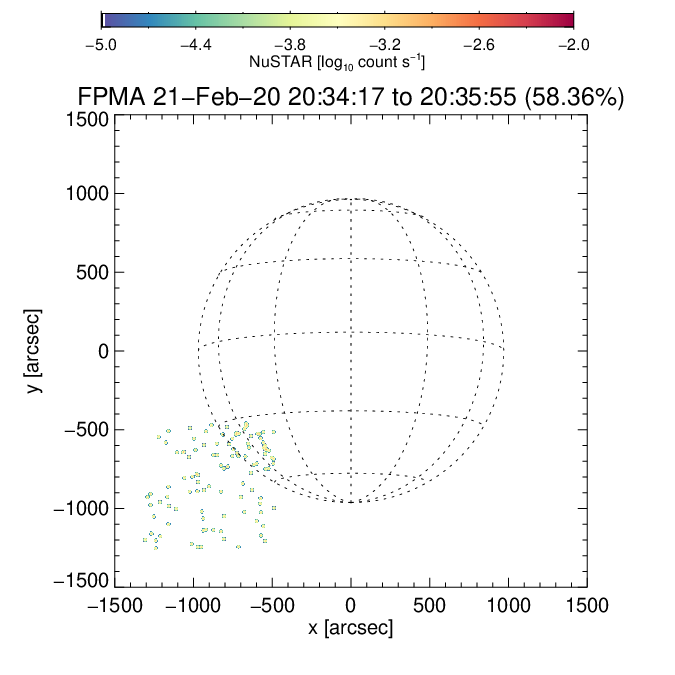 −5.0 −4.4 −3.8 −3.2 −2.6 −2.0
NuSTAR [log₁₀ count s⁻¹]
FPMA 21−Feb−20 20:34:17 to 20:35:55 (58.36%)
1500
1000
500
0
−500
−1000
−1500
y [arcsec]
−1500 −1000 −500 0 500 1000 1500
x [arcsec]